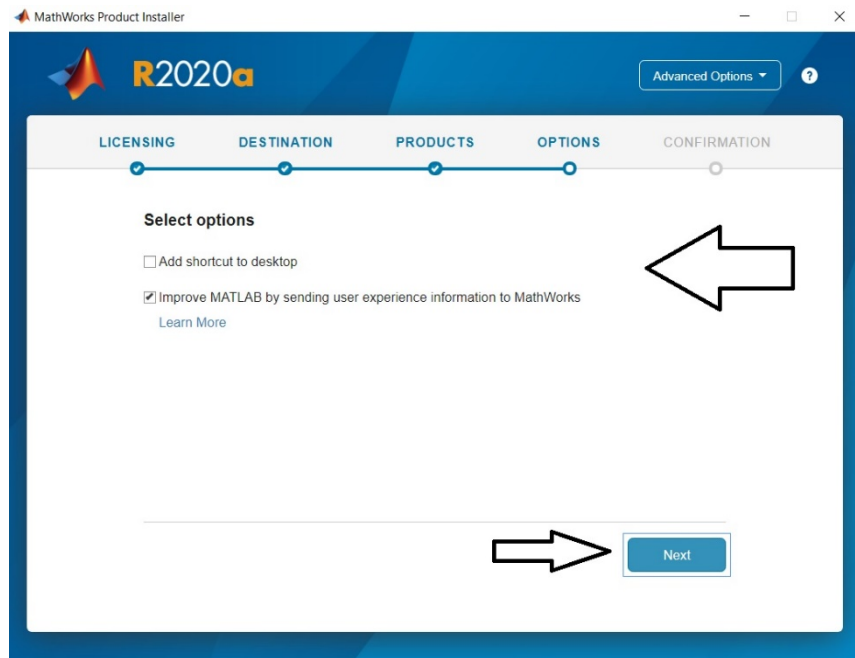 MathWorks Product Installer
R2020a
Advanced Options
?
LICENSING DESTINATION PRODUCTS OPTIONS CONFIRMATION
Select options
Add shortcut to desktop
Improve MATLAB by sending user experience information to MathWorks
Learn More
Next